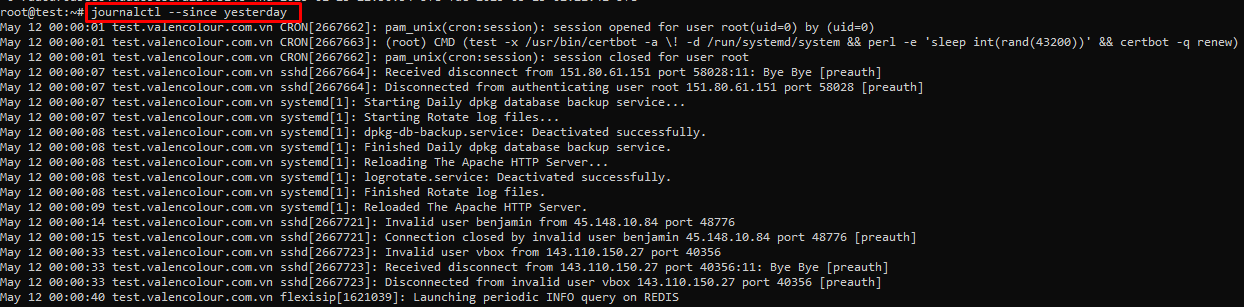 root@test:~# journalctl --since yesterday
May 12 00:00:01 test.valencolour.com.vn CRON[2667662]: pam_unix(cron:session): session opened for user root(uid=0) by (uid=0)
May 12 00:00:01 test.valencolour.com.vn CRON[2667663]: (root) CMD (test -x /usr/bin/certbot -a \! -d /run/systemd/system && perl -e 'sleep int(rand(43200))' && certbot -q renew)
May 12 00:00:01 test.valencolour.com.vn CRON[2667662]: pam_unix(cron:session): session closed for user root
May 12 00:00:07 test.valencolour.com.vn sshd[2667664]: Received disconnect from 151.80.61.151 port 58028:11: Bye Bye [preauth]
May 12 00:00:07 test.valencolour.com.vn sshd[2667664]: Disconnected from authenticating user root 151.80.61.151 port 58028 [preauth]
May 12 00:00:07 test.valencolour.com.vn systemd[1]: Starting Daily dpkg database backup service...
May 12 00:00:07 test.valencolour.com.vn systemd[1]: Starting Rotate log files...
May 12 00:00:08 test.valencolour.com.vn systemd[1]: dpkg-db-backup.service: Deactivated successfully.
May 12 00:00:08 test.valencolour.com.vn systemd[1]: Finished Daily dpkg database backup service.
May 12 00:00:08 test.valencolour.com.vn systemd[1]: Reloading The Apache HTTP Server...
May 12 00:00:08 test.valencolour.com.vn systemd[1]: logrotate.service: Deactivated successfully.
May 12 00:00:08 test.valencolour.com.vn systemd[1]: Finished Rotate log files.
May 12 00:00:09 test.valencolour.com.vn systemd[1]: Reloaded The Apache HTTP Server.
May 12 00:00:14 test.valencolour.com.vn sshd[2667721]: Invalid user benjamin from 45.148.10.84 port 48776
May 12 00:00:15 test.valencolour.com.vn sshd[2667721]: Connection closed by invalid user benjamin 45.148.10.84 port 48776 [preauth]
May 12 00:00:33 test.valencolour.com.vn sshd[2667723]: Invalid user vbox from 143.110.150.27 port 40356
May 12 00:00:33 test.valencolour.com.vn sshd[2667723]: Received disconnect from 143.110.150.27 port 40356:11: Bye Bye [preauth]
May 12 00:00:33 test.valencolour.com.vn sshd[2667723]: Disconnected from invalid user vbox 143.110.150.27 port 40356 [preauth]
May 12 00:00:40 test.valencolour.com.vn flexisip[1621039]: Launching periodic INFO query on REDIS